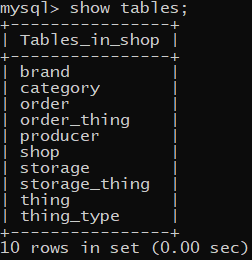 mysql> show tables;
+----------------+
| Tables_in_shop |
+----------------+
| brand          |
| category       |
| order          |
| order_thing    |
| producer       |
| shop           |
| storage        |
| storage_thing  |
| thing          |
| thing_type     |
+----------------+
10 rows in set (0.00 sec)